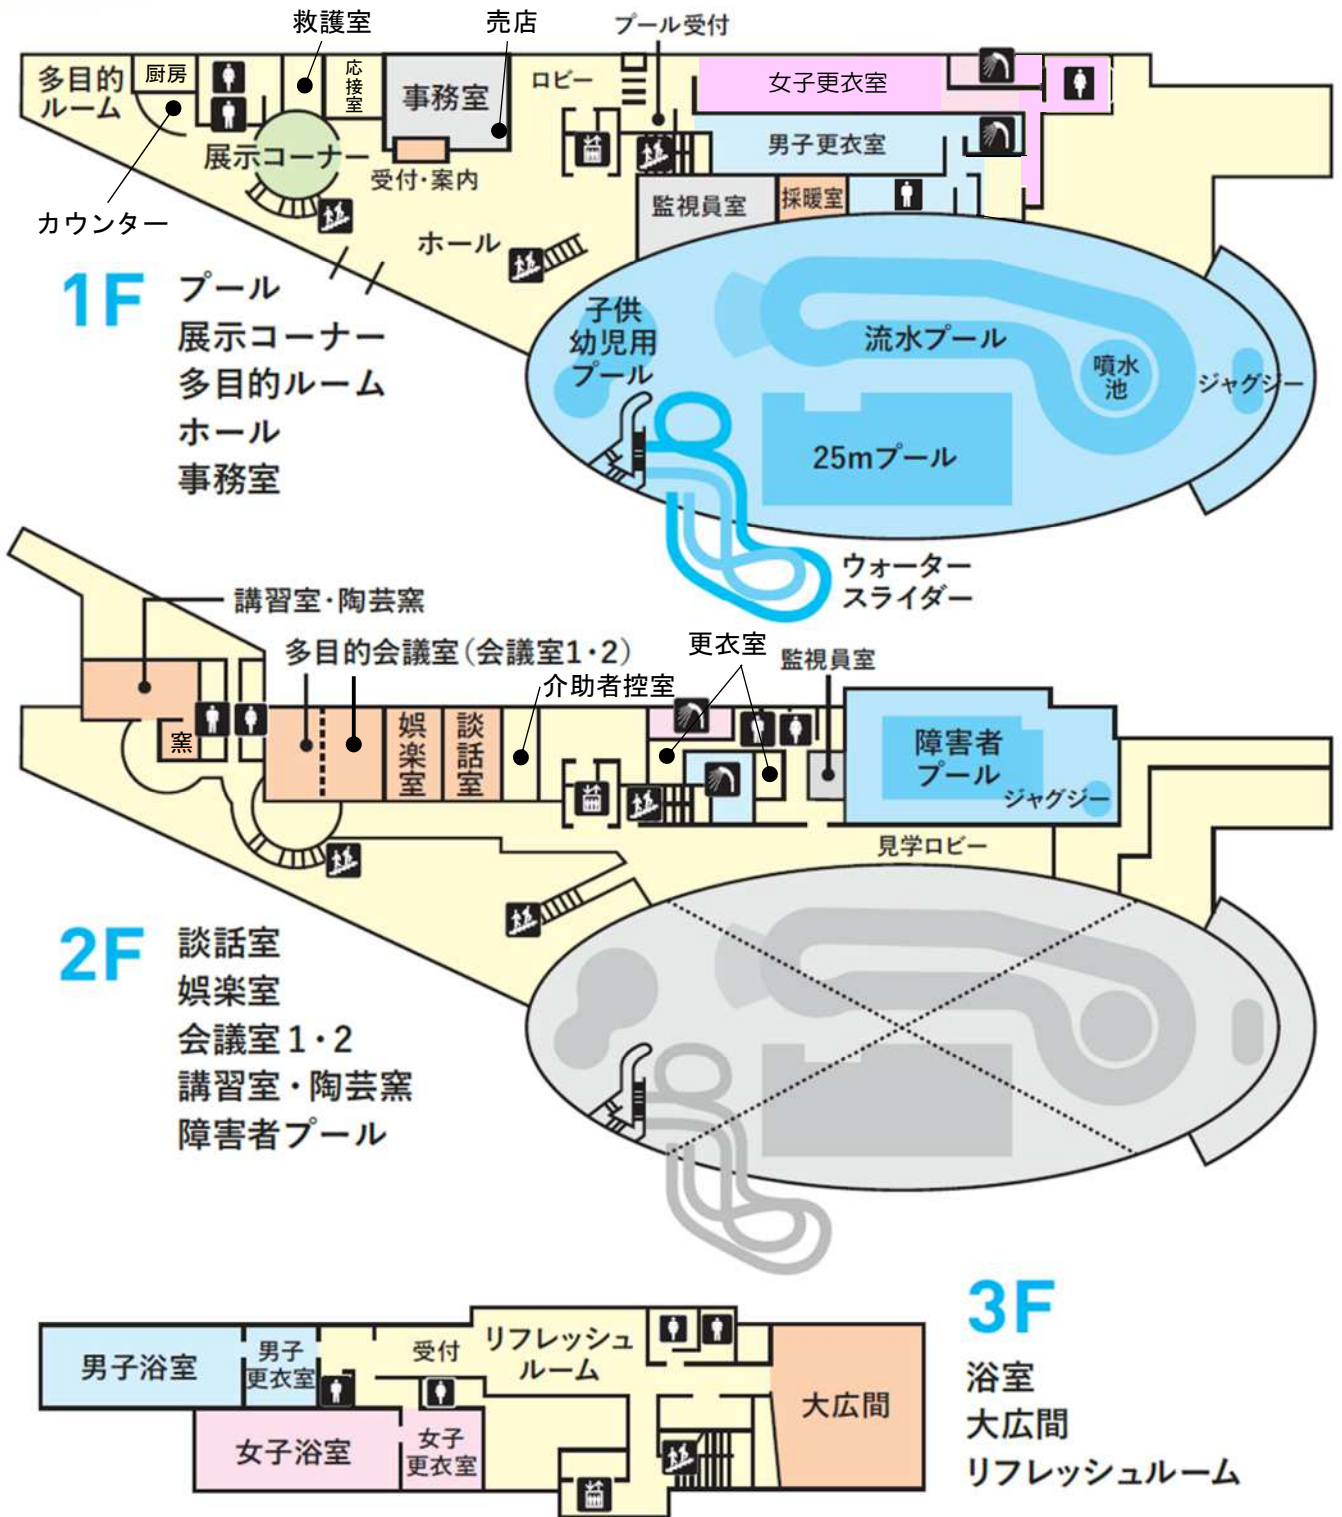 救護室
売店
プール受付
多目的
ルーム
厨房
応
接
室
事務室
ロビー
女子更衣室
男子更衣室
展示コーナー
受付・案内
監視員室
採暖室
カウンター
ホール
1F
プール
展示コーナー
多目的ルーム
ホール
事務室
子供
幼児用
プール
流水プール
噴水
池
ジャグジー
25mプール
ウォーター
スライダー
講習室・陶芸窯
多目的会議室（会議室1・2）
更衣室
監視員室
介助者控室
窯
娯
楽
室
談
話
室
障害者
プール
ジャグジー
見学ロビー
2F
談話室
娯楽室
会議室1・2
講習室・陶芸窯
障害者プール
3F
浴室
大広間
リフレッシュルーム
男子浴室
男子
更衣室
受付
リフレッシュ
ルーム
大広間
女子浴室
女子
更衣室